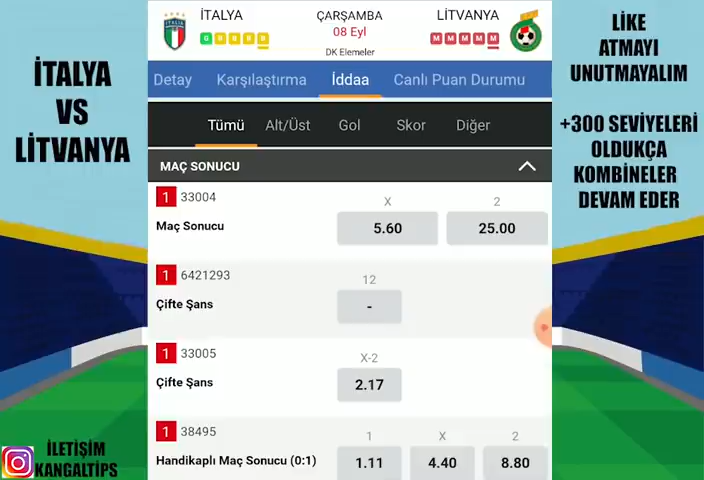 İTALYA
VS
LİTVANYA
İTALYA
ÇARŞAMBA
LİTVANYA
08 Eyl
G B B B B
M M M M M
DK Elemeler
Detay Karşılaştırma İddaa Canlı Puan Durumu
Tümü Alt/Üst Gol Skor Diğer
MAÇ SONUCU
1 33004
Maç Sonucu
X 2
5.60 25.00
1 6421293
Çifte Şans
12
-
1 33005
Çifte Şans
X-2
2.17
1 38495
Handikaplı Maç Sonucu (0:1)
1 X 2
1.11 4.40 8.80
LİKE
ATMAYI
UNUTMAYALIM
+300 SEVİYELERİ
OLDUKÇA
KOMBİNELER
DEVAM EDER
İLETİŞİM
KANGALTİPS